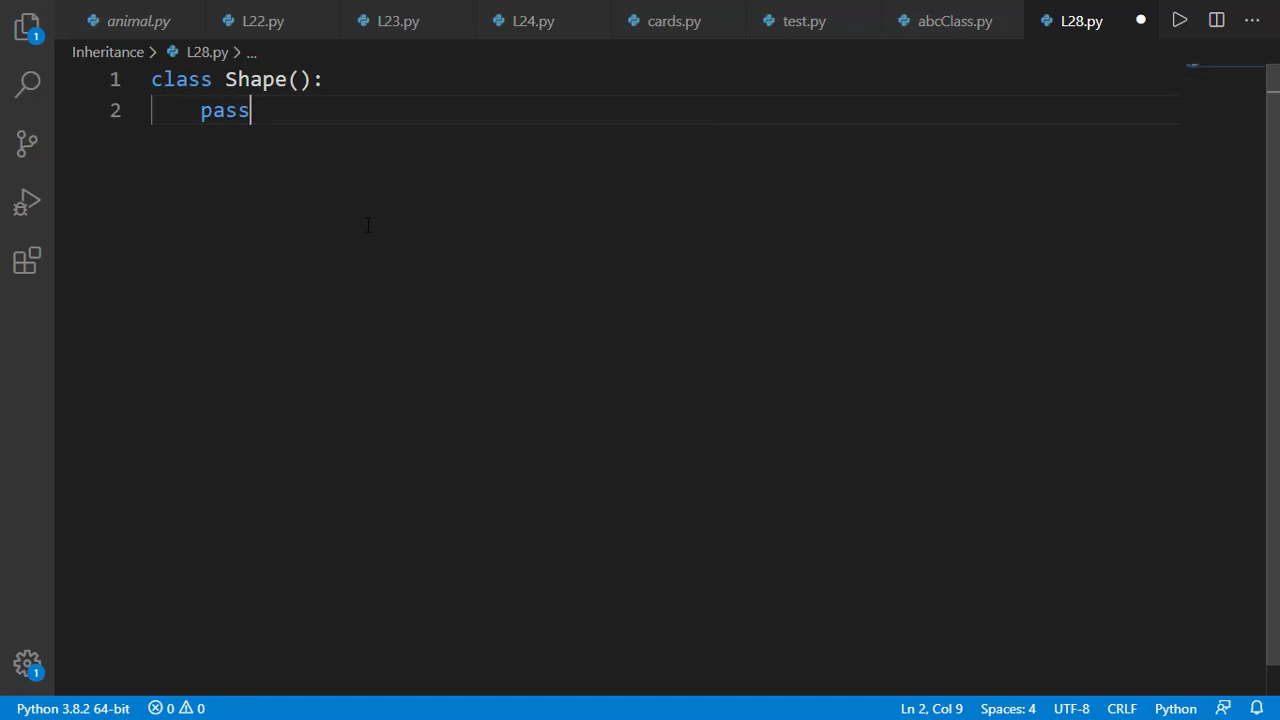 animal.py L22.py L23.py L24.py cards.py test.py abcClass.py L28.py
Inheritance > L28.py > ...
1 class Shape():
2     pass
1
1
Python 3.8.2 64-bit 0 0 Ln 2, Col 9 Spaces: 4 UTF-8 CRLF Python